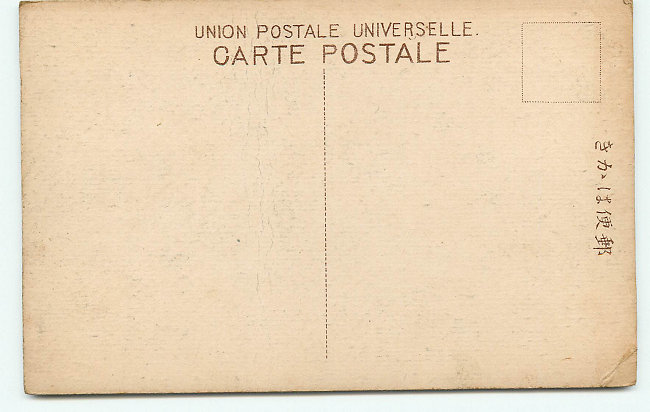 UNION POSTALE UNIVERSELLE.
CARTE POSTALE
きかは便郵